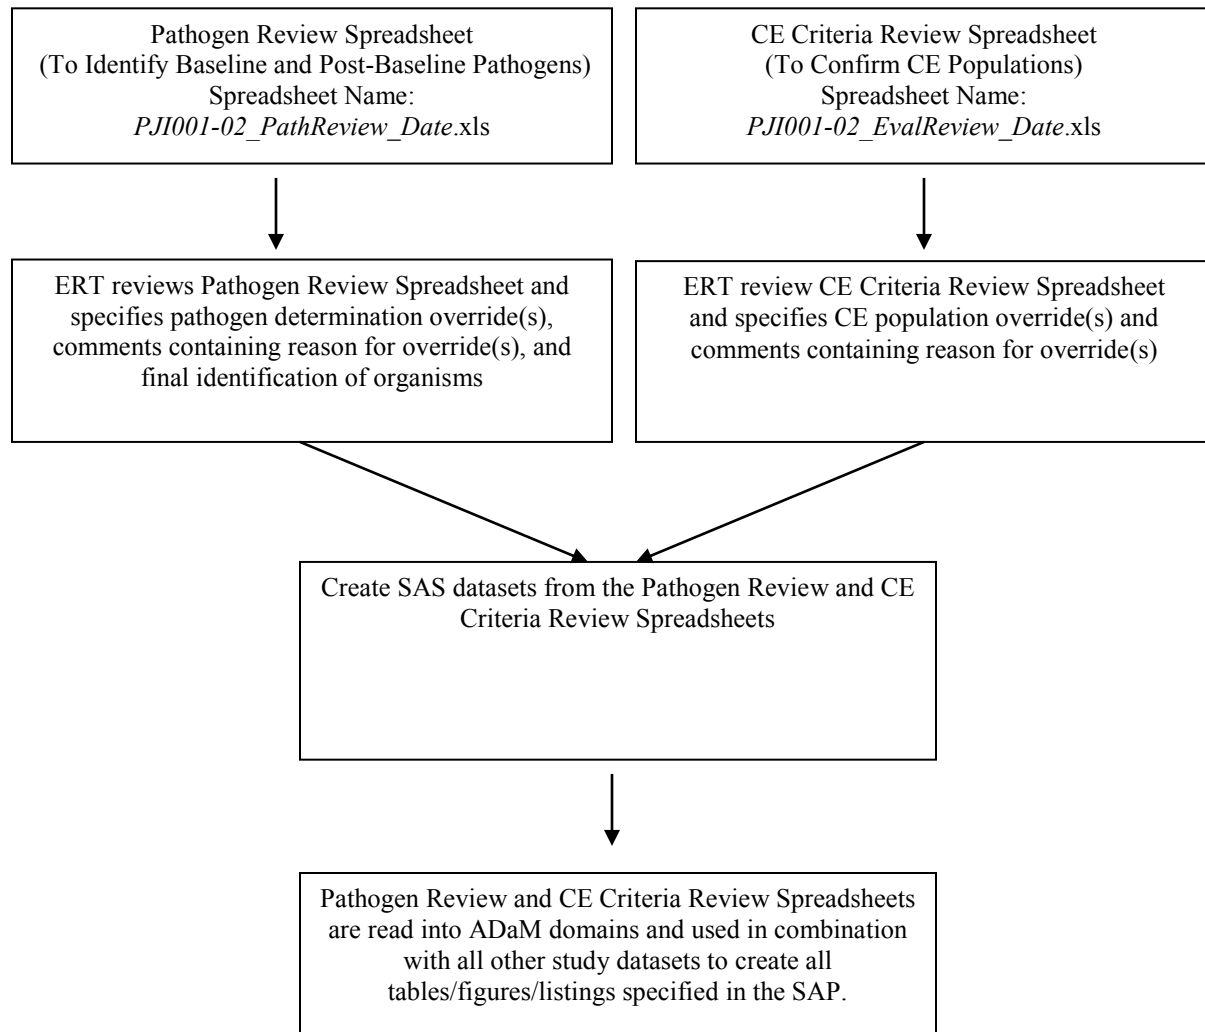 Pathogen Review Spreadsheet
(To Identify Baseline and Post-Baseline Pathogens)
Spreadsheet Name:
PJI001-02_PathReview_Date.xls
CE Criteria Review Spreadsheet
(To Confirm CE Populations)
Spreadsheet Name:
PJI001-02_EvalReview_Date.xls
ERT reviews Pathogen Review Spreadsheet and
specifies pathogen determination override(s),
comments containing reason for override(s), and
final identification of organisms
ERT review CE Criteria Review Spreadsheet
and specifies CE population override(s) and
comments containing reason for override(s)
Create SAS datasets from the Pathogen Review and CE
Criteria Review Spreadsheets
Pathogen Review and CE Criteria Review Spreadsheets
are read into ADaM domains and used in combination
with all other study datasets to create all
tables/figures/listings specified in the SAP.